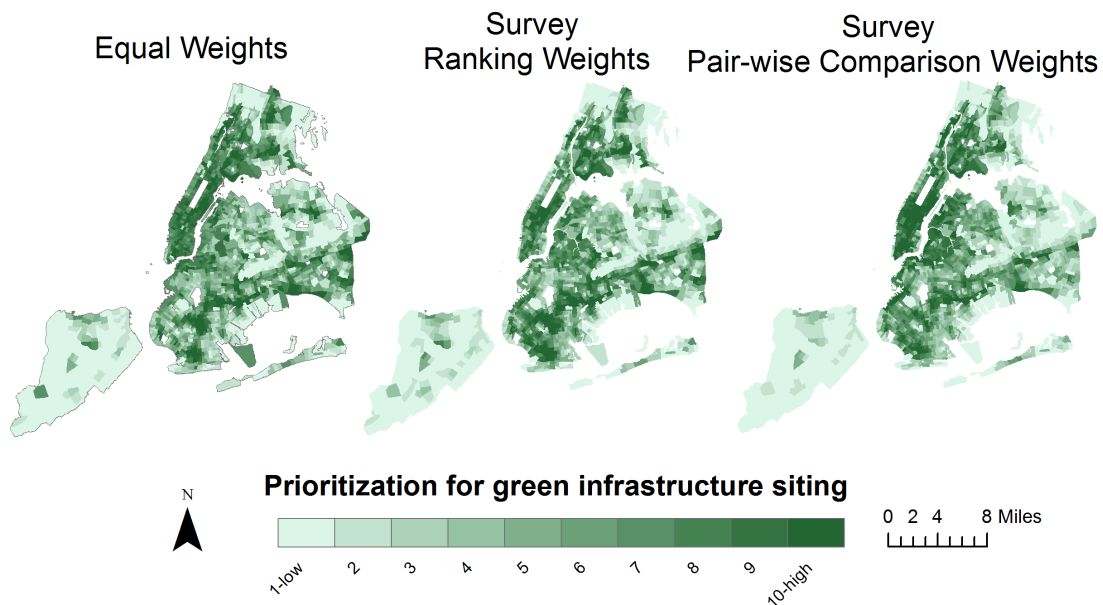 Equal Weights
Survey
Ranking Weights
Survey
Pair-wise Comparison Weights
Prioritization for green infrastructure siting
N
1-low
2
3
4
5
6
7
8
9
10-high
0 2 4 8 Miles